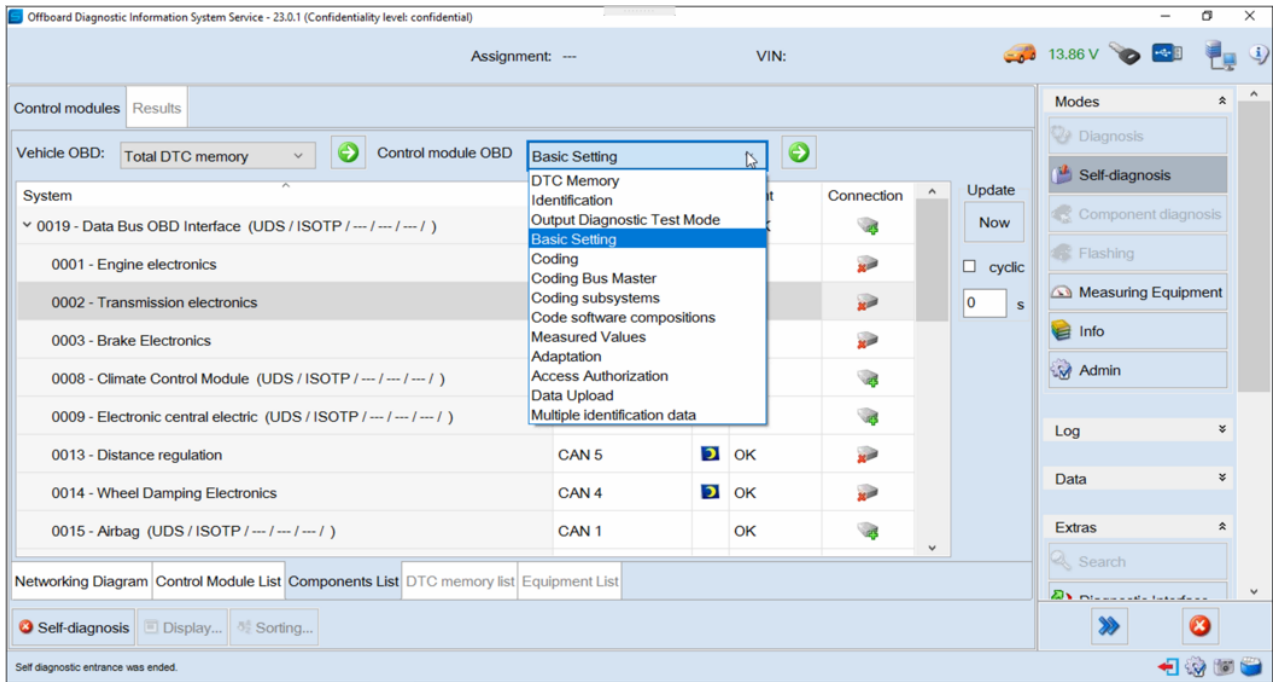 Offboard Diagnostic Information System Service - 23.0.1 (Confidentiality level: confidential)
Assignment: ---
VIN:
13.86 V
Control modules
Results
Vehicle OBD:
Total DTC memory
Control module OBD
Basic Setting
DTC Memory
Identification
Output Diagnostic Test Mode
Basic Setting
Coding
Coding Bus Master
Coding subsystems
Code software compositions
Measured Values
Adaptation
Access Authorization
Data Upload
Multiple identification data
System
Connection
0019 - Data Bus OBD Interface (UDS / ISOTP / --- / --- / --- / )
0001 - Engine electronics
0002 - Transmission electronics
0003 - Brake Electronics
0008 - Climate Control Module (UDS / ISOTP / --- / --- / --- / )
0009 - Electronic central electric (UDS / ISOTP / --- / --- / --- / )
0013 - Distance regulation CAN 5 OK
0014 - Wheel Damping Electronics CAN 4 OK
0015 - Airbag (UDS / ISOTP / --- / --- / --- / ) CAN 1 OK
Update
Now
cyclic
0 s
Networking Diagram
Control Module List
Components List
DTC memory list
Equipment List
Self-diagnosis
Display...
Sorting...
Self diagnostic entrance was ended.
Modes
Diagnosis
Self-diagnosis
Component diagnosis
Flashing
Measuring Equipment
Info
Admin
Log
Data
Extras
Search